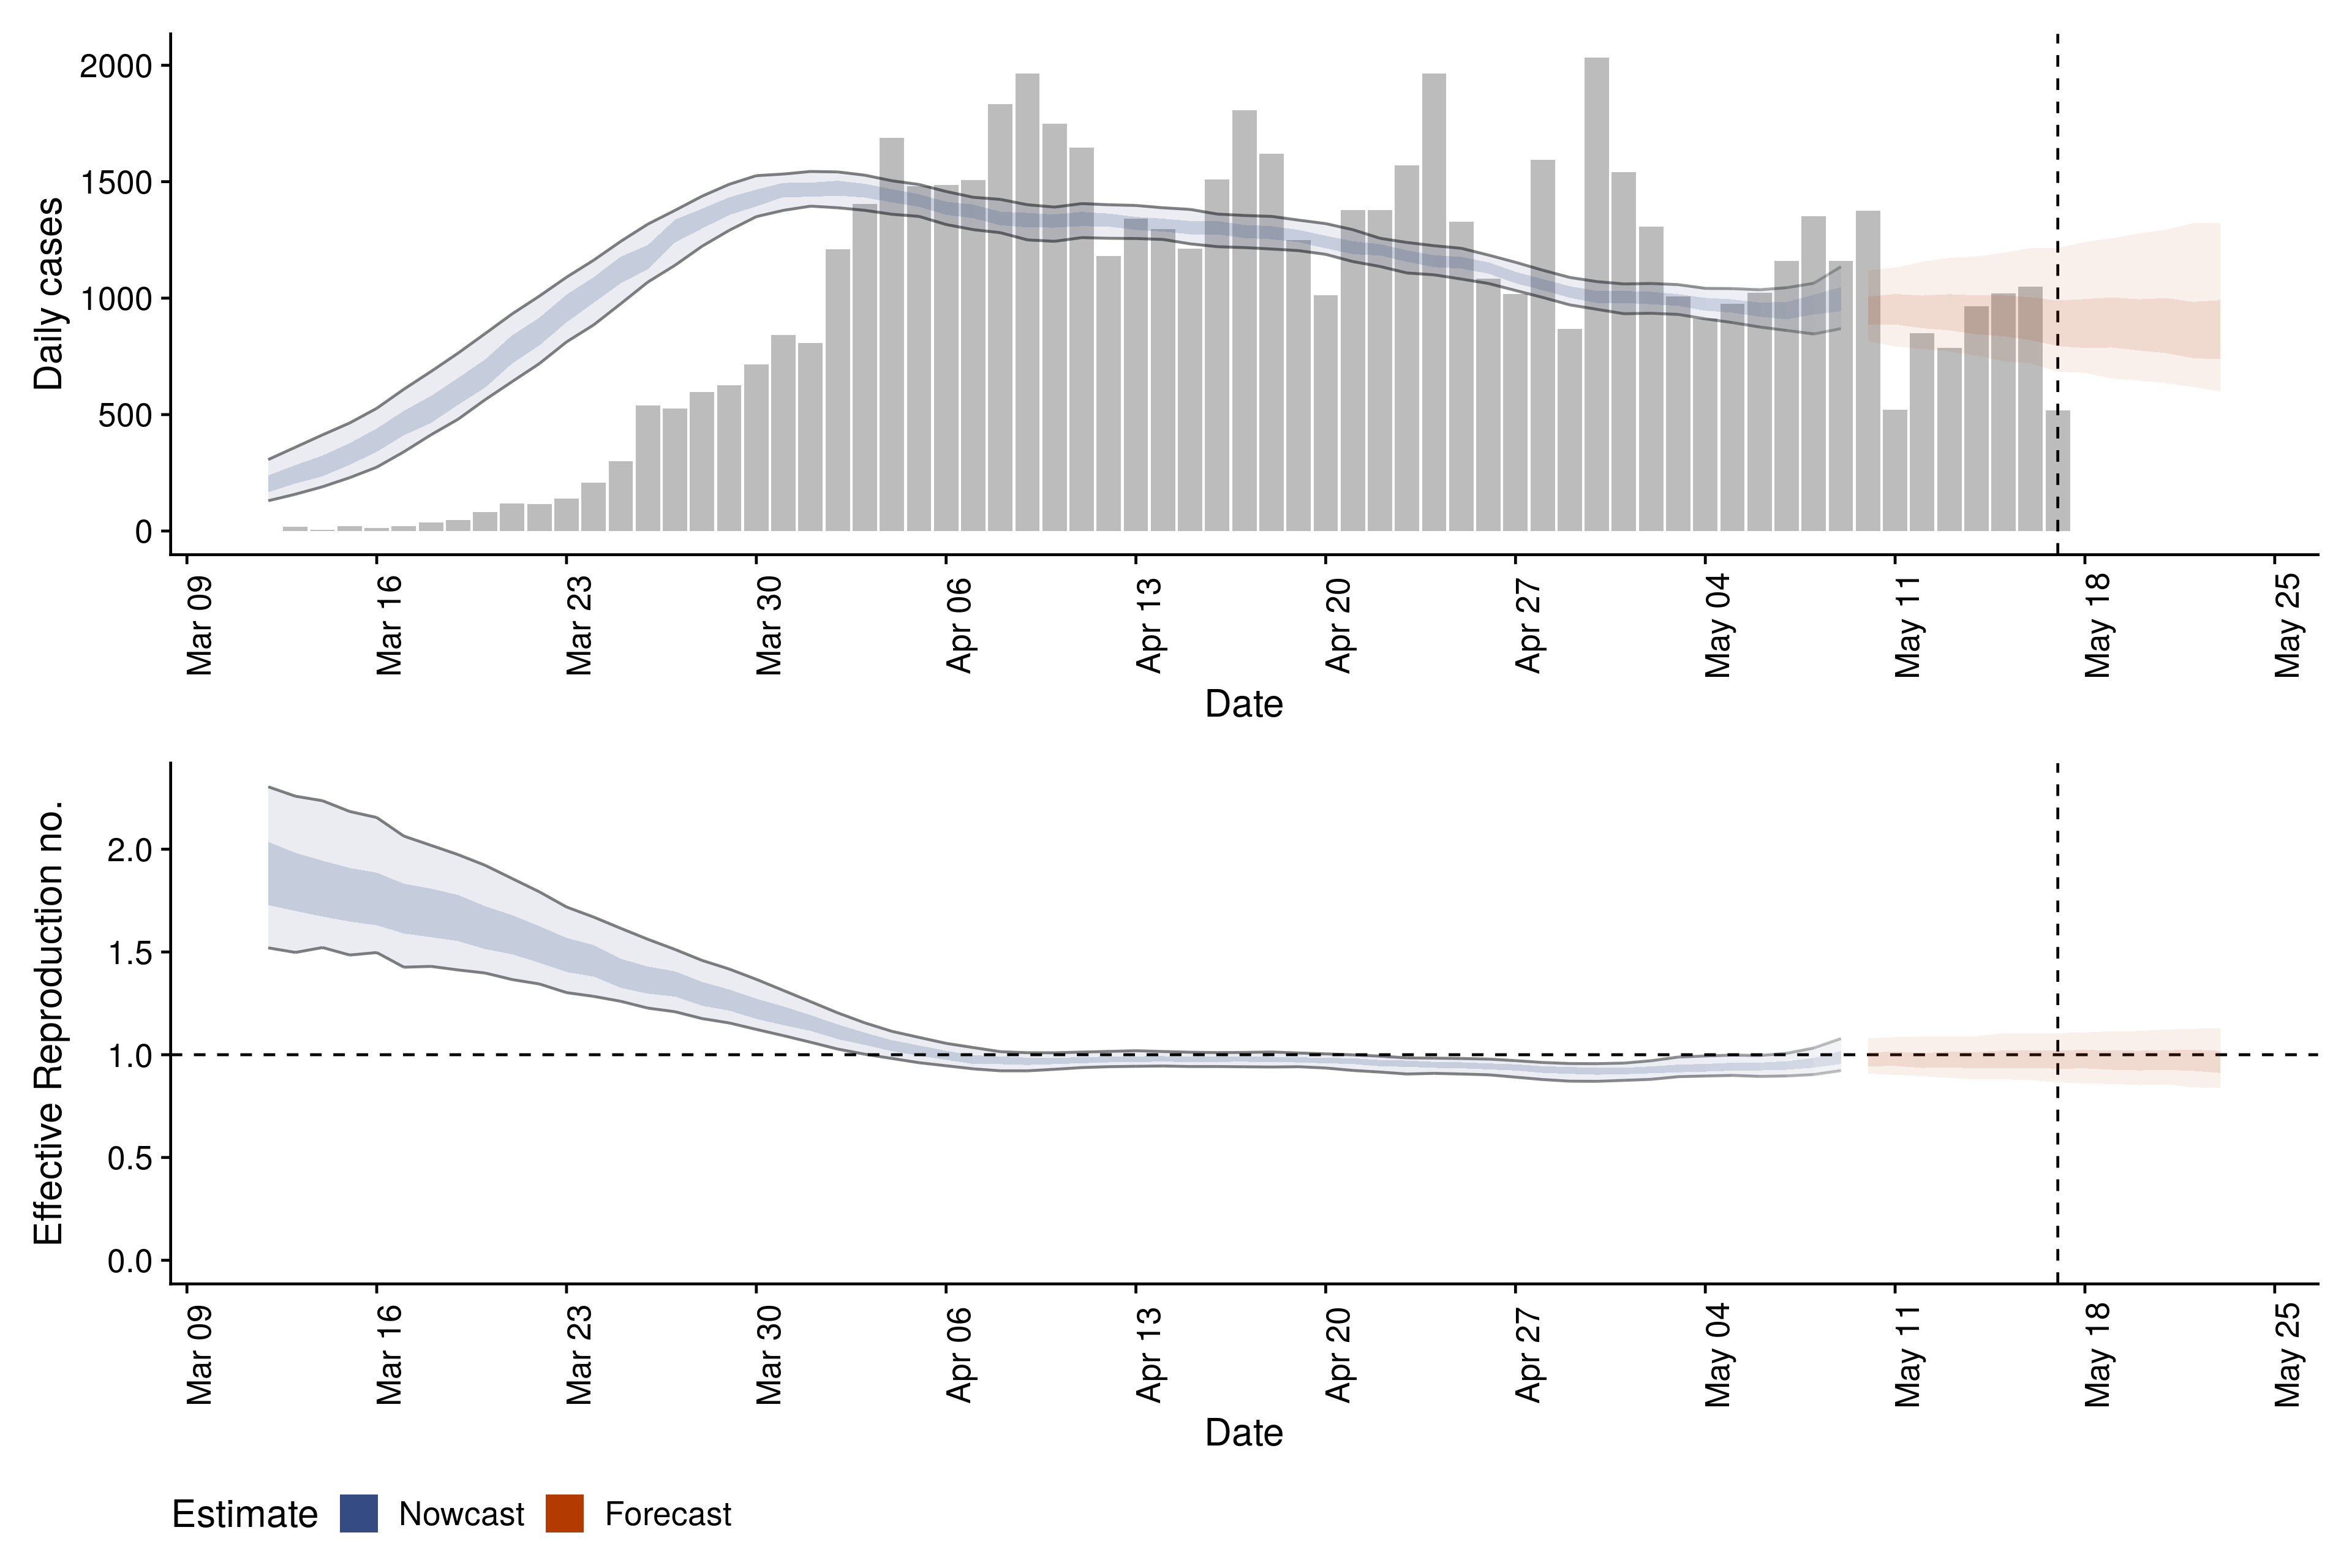 Daily cases
2000
1500
1000
500
0
Mar 09
Mar 16
Mar 23
Mar 30
Apr 06
Apr 13
Apr 20
Apr 27
May 04
May 11
May 18
May 25
Date
Effective Reproduction no.
2.0
1.5
1.0
0.5
0.0
Mar 09
Mar 16
Mar 23
Mar 30
Apr 06
Apr 13
Apr 20
Apr 27
May 04
May 11
May 18
May 25
Date
Estimate Nowcast Forecast